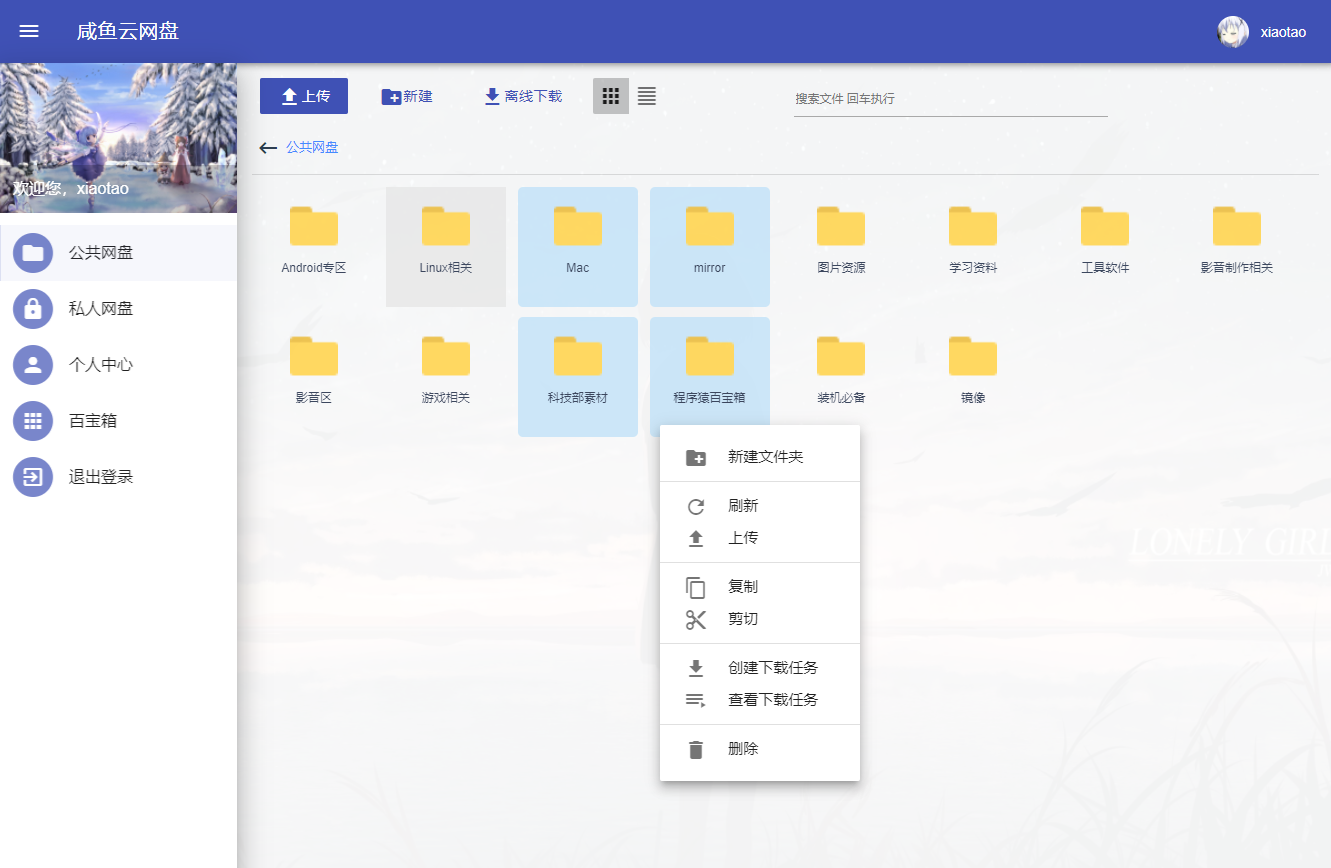 咸鱼云网盘
xiaotao
上传
新建
离线下载
搜索文件 回车执行
公共网盘
欢迎您，xiaotao
公共网盘
私人网盘
个人中心
百宝箱
退出登录
Android专区
Linux相关
Mac
mirror
图片资源
学习资料
工具软件
影音制作相关
影音区
游戏相关
科技部素材
程序猿百宝箱
装机必备
镜像
新建文件夹
刷新
上传
复制
剪切
创建下载任务
查看下载任务
删除
LONELY GIRL